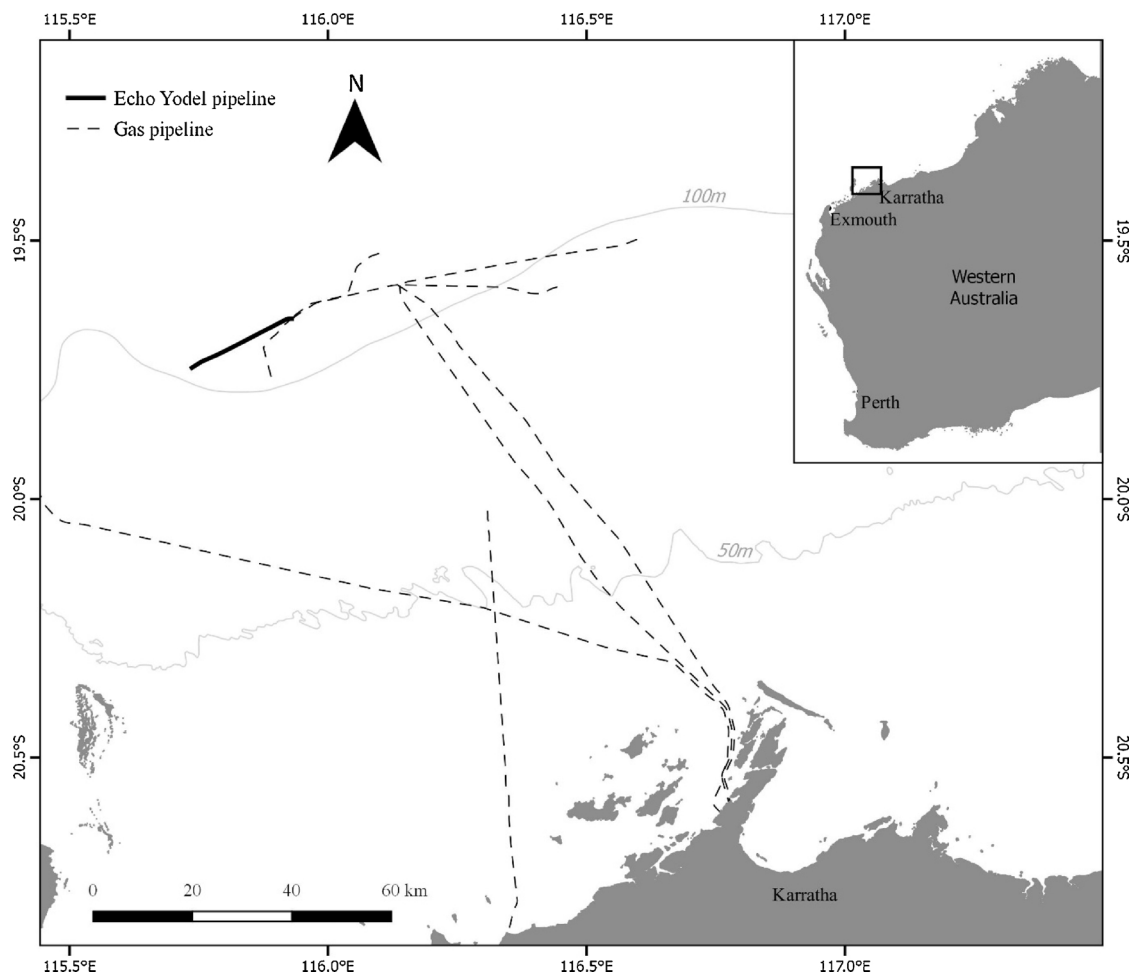 115.5°E 116.0°E 116.5°E 117.0°E
N
Echo Yodel pipeline
Gas pipeline
100m
Karratha
Exmouth
19.5°S 19.5°S
Western
Australia
Perth
20.0°S 20.0°S
50m
20.5°S 20.5°S
0 20 40 60 km
Karratha
115.5°E 116.0°E 116.5°E 117.0°E